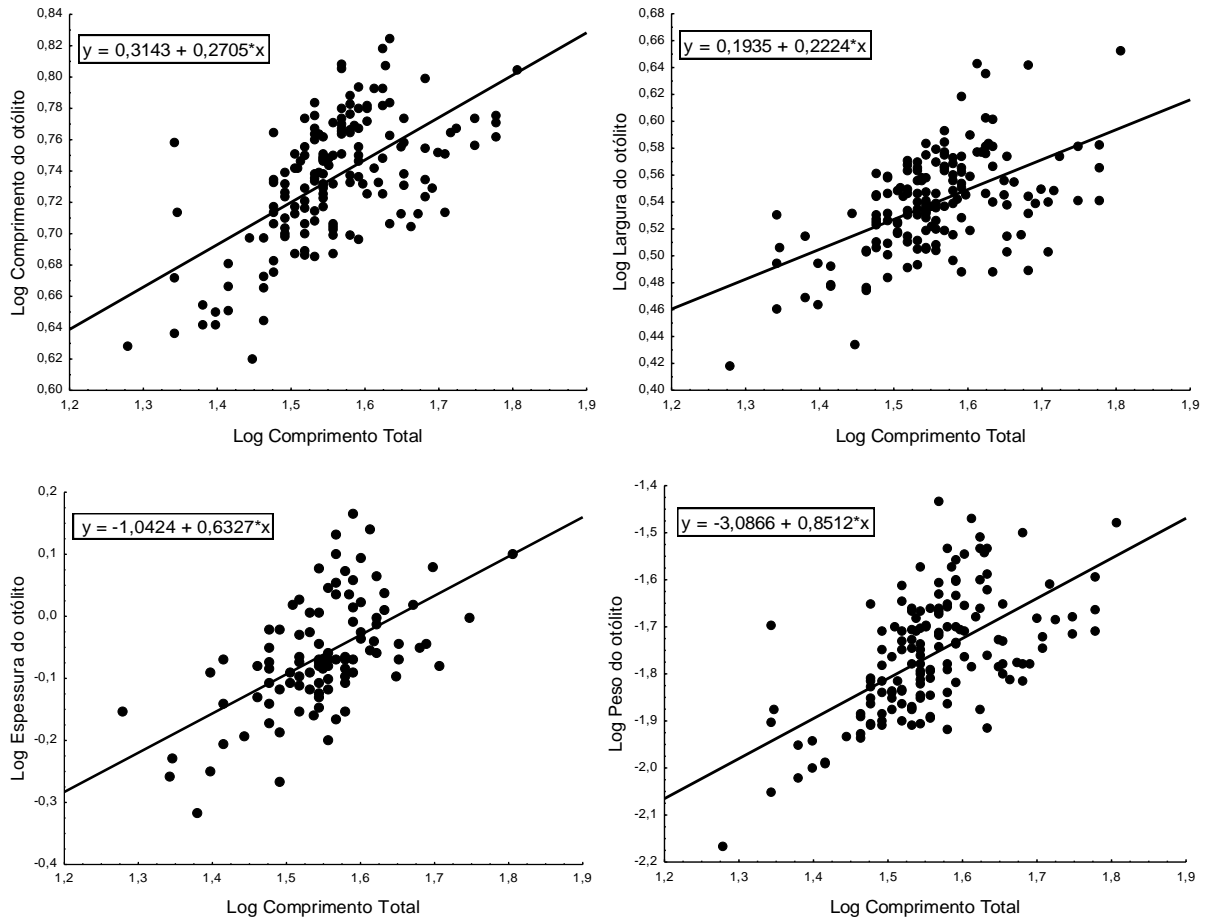 0,84
0,82
0,80
0,78
0,76
0,74
0,72
0,70
0,68
0,66
0,64
0,62
0,60
Log Comprimento do otólito
y = 0,3143 + 0,2705*x
1,2 1,3 1,4 1,5 1,6 1,7 1,8 1,9
Log Comprimento Total
0,68
0,66
0,64
0,62
0,60
0,58
0,56
0,54
0,52
0,50
0,48
0,46
0,44
0,42
0,40
Log Largura do otólito
y = 0,1935 + 0,2224*x
1,2 1,3 1,4 1,5 1,6 1,7 1,8 1,9
Log Comprimento Total
0,2
0,1
0,0
-0,1
-0,2
-0,3
-0,4
Log Espessura do otólito
y = -1,0424 + 0,6327*x
1,2 1,3 1,4 1,5 1,6 1,7 1,8 1,9
Log Comprimento Total
-1,4
-1,5
-1,6
-1,7
-1,8
-1,9
-2,0
-2,1
-2,2
Log Peso do otólito
y = -3,0866 + 0,8512*x
1,2 1,3 1,4 1,5 1,6 1,7 1,8 1,9
Log Comprimento Total